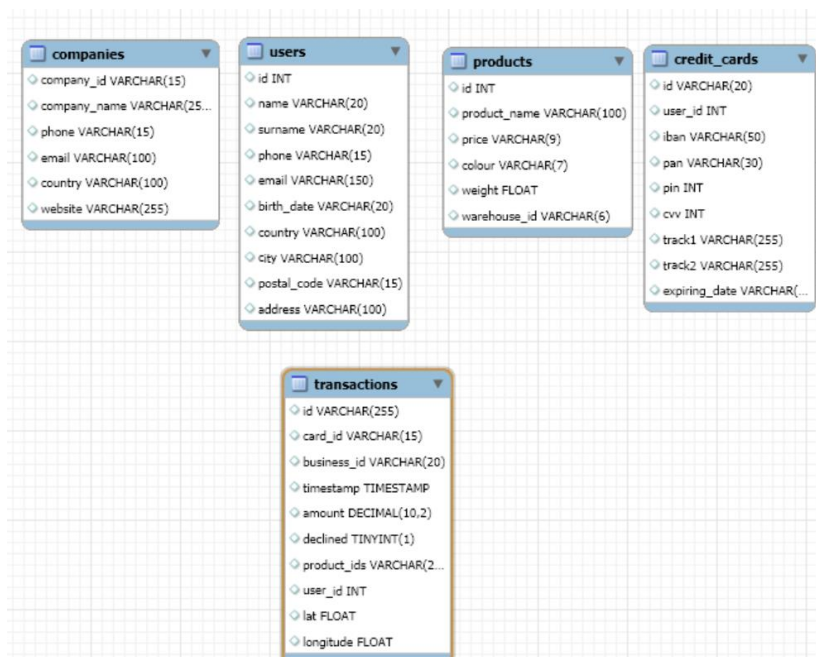 companies
company_id VARCHAR(15)
company_name VARCHAR(25...
phone VARCHAR(15)
email VARCHAR(100)
country VARCHAR(100)
website VARCHAR(255)
users
id INT
name VARCHAR(20)
surname VARCHAR(20)
phone VARCHAR(15)
email VARCHAR(150)
birth_date VARCHAR(20)
country VARCHAR(100)
city VARCHAR(100)
postal_code VARCHAR(15)
address VARCHAR(100)
products
id INT
product_name VARCHAR(100)
price VARCHAR(9)
colour VARCHAR(7)
weight FLOAT
warehouse_id VARCHAR(6)
credit_cards
id VARCHAR(20)
user_id INT
iban VARCHAR(50)
pan VARCHAR(30)
pin INT
cvv INT
track1 VARCHAR(255)
track2 VARCHAR(255)
expiring_date VARCHAR(...
transactions
id VARCHAR(255)
card_id VARCHAR(15)
business_id VARCHAR(20)
timestamp TIMESTAMP
amount DECIMAL(10,2)
declined TINYINT(1)
product_ids VARCHAR(2...
user_id INT
lat FLOAT
longitude FLOAT